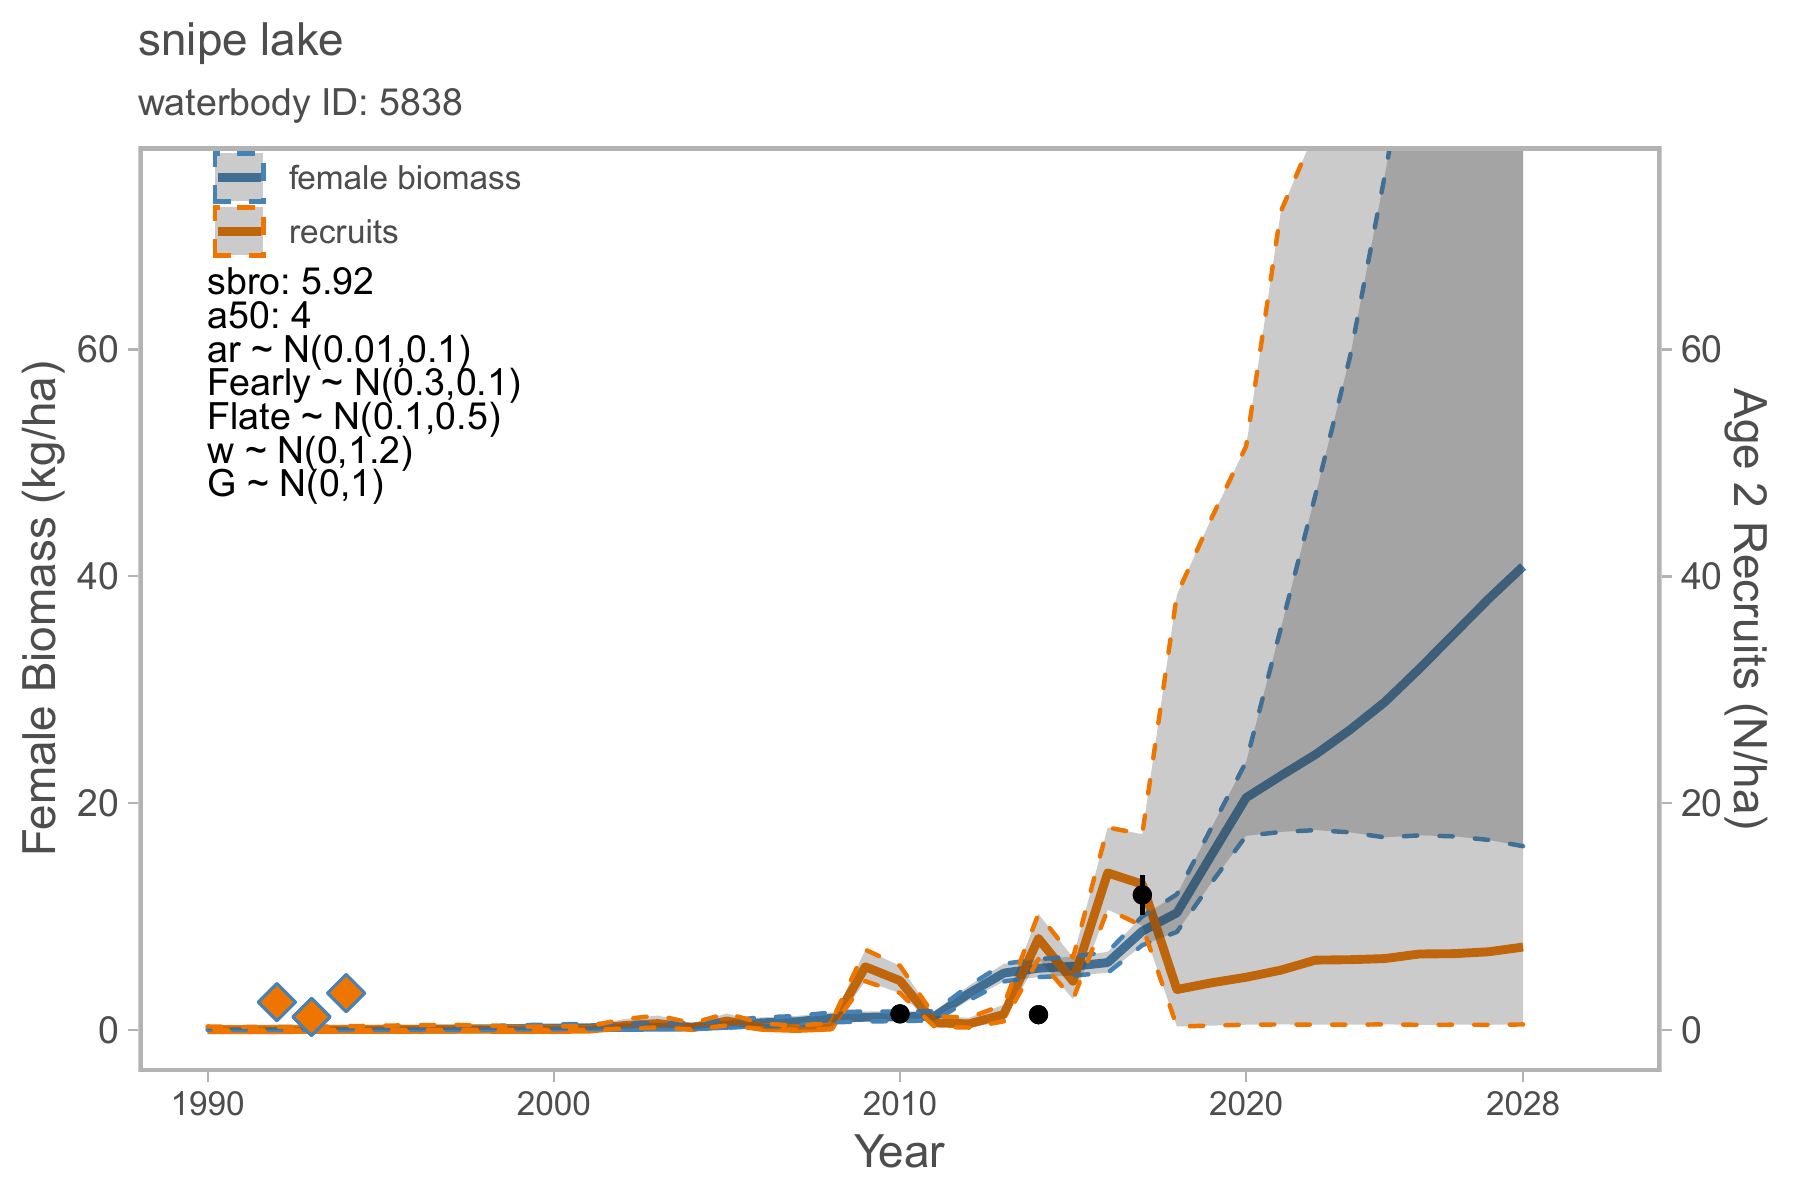 snipe lake
waterbody ID: 5838
female biomass
recruits
sbro: 5.92
a50: 4
ar ~ N(0.01,0.1)
Fearly ~ N(0.3,0.1)
Flate ~ N(0.1,0.5)
w ~ N(0,1.2)
G ~ N(0,1)
Female Biomass (kg/ha)
60
40
20
0
60
40
20
0
Age 2 Recruits (N/ha)
1990
2000
2010
2020
2028
Year